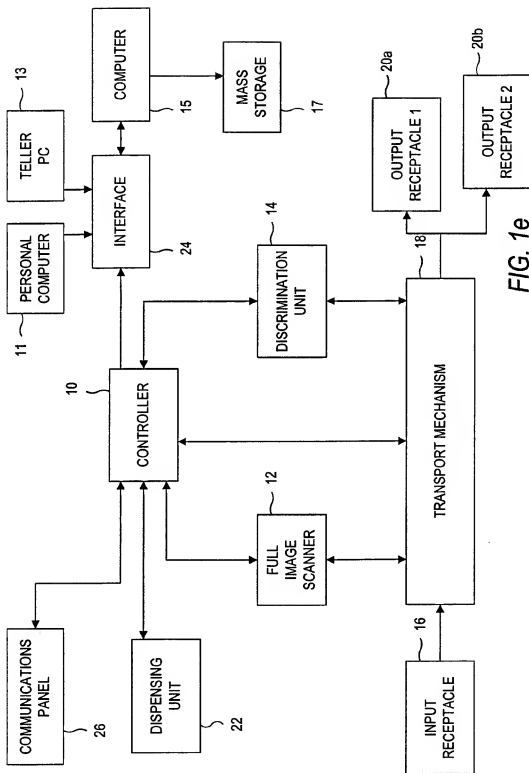 13
TELLER
PC
PERSONAL
COMPUTER
11
COMPUTER
15
INTERFACE
24
MASS
STORAGE
17
10
CONTROLLER
14
DISCRIMINATION
UNIT
COMMUNICATIONS
PANEL
26
DISPENSING
UNIT
22
12
FULL
IMAGE
SCANNER
16
INPUT
RECEPTACLE
TRANSPORT MECHANISM
18
20a
OUTPUT
RECEPTACLE 1
20b
OUTPUT
RECEPTACLE 2
FIG. 1e